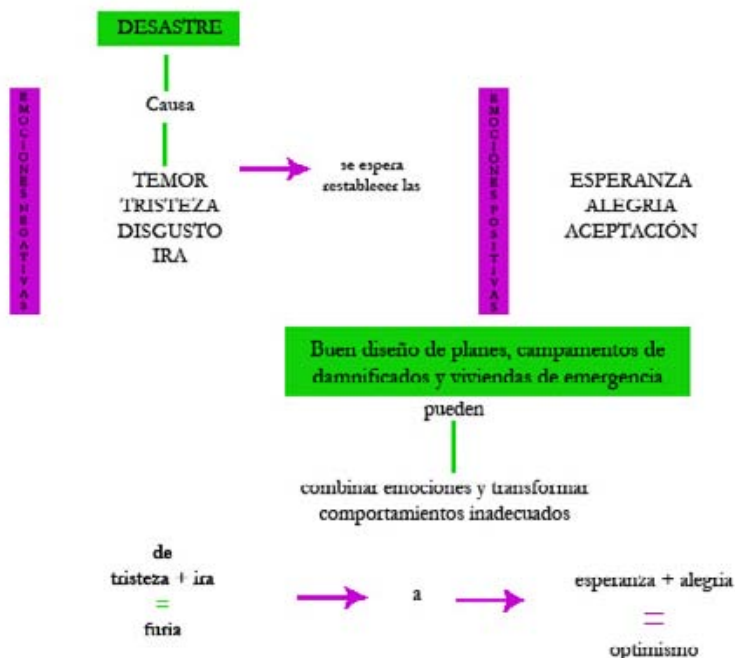 DESASTRE
Causa
EMOCIONES NEGATIVAS
TEMOR
TRISTEZA
DISGUSTO
IRA
se espera
restablecer las
EMOCIONES POSITIVAS
ESPERANZA
ALEGRIA
ACEPTACIÓN
Buen diseño de planes, campamentos de
damnificados y viviendas de emergencia
pueden
combinar emociones y transformar
comportamientos inadecuados
de
tristeza + ira
=
furia
a
esperanza + alegria
=
optimismo